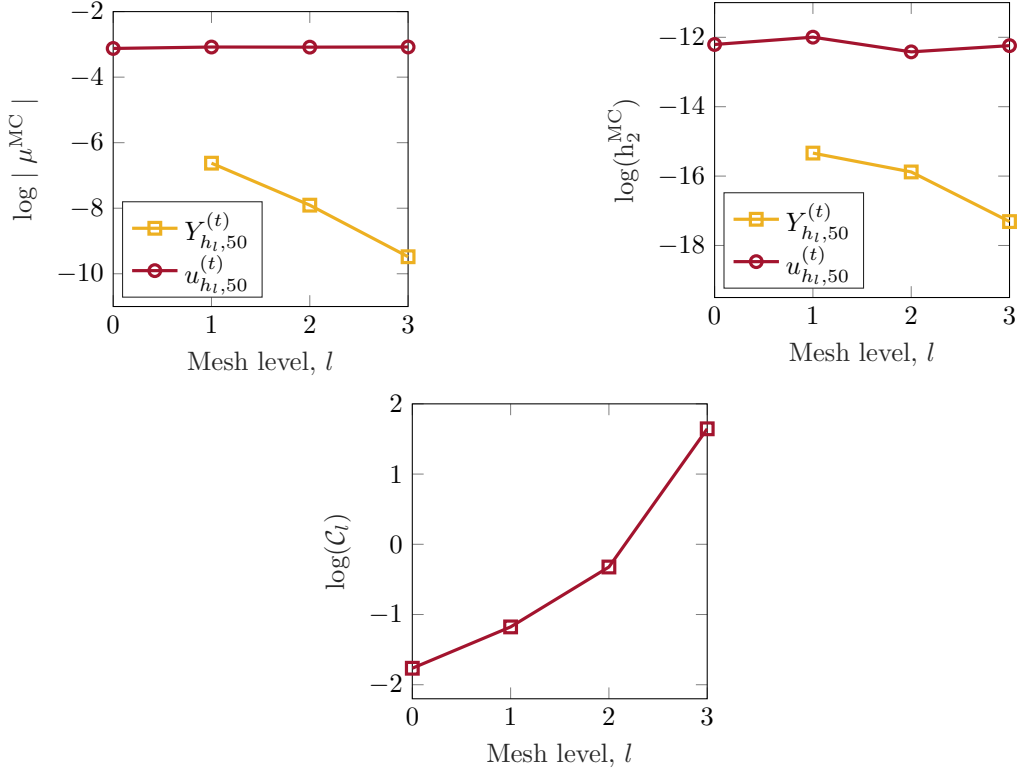 log | μ^MC |
−2
−4
−6
−8
−10
Y^(t)_{h_l,50}
u^(t)_{h_l,50}
0 1 2 3
Mesh level, l
log(h_2^MC)
−12
−14
−16
−18
Y^(t)_{h_l,50}
u^(t)_{h_l,50}
0 1 2 3
Mesh level, l
log(𝒞_l)
2
1
0
−1
−2
0 1 2 3
Mesh level, l